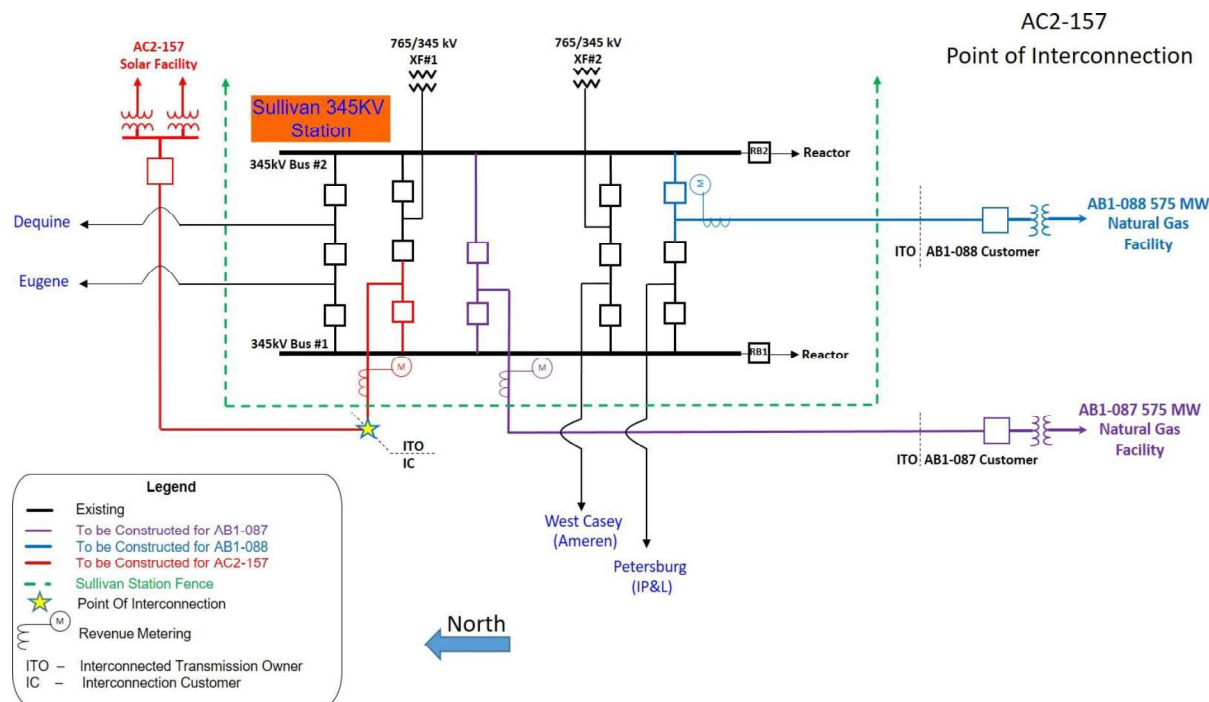 AC2-157
Point of Interconnection
AC2-157
Solar Facility
765/345 kV
XF#1
765/345 kV
XF#2
Sullivan 345KV
Station
345kV Bus #2
RB2
Reactor
M
Dequine
Eugene
AB1-088 575 MW
Natural Gas
Facility
ITO
AB1-088 Customer
345kV Bus #1
RB1
Reactor
M
M
ITO
IC
AB1-087 575 MW
Natural Gas
Facility
ITO
AB1-087 Customer
West Casey
(Ameren)
Petersburg
(IP&L)
North
Legend
Existing
To be Constructed for AB1-087
To be Constructed for AB1-088
To be Constructed for AC2-157
Sullivan Station Fence
Point Of Interconnection
M
Revenue Metering
ITO – Interconnected Transmission Owner
IC – Interconnection Customer